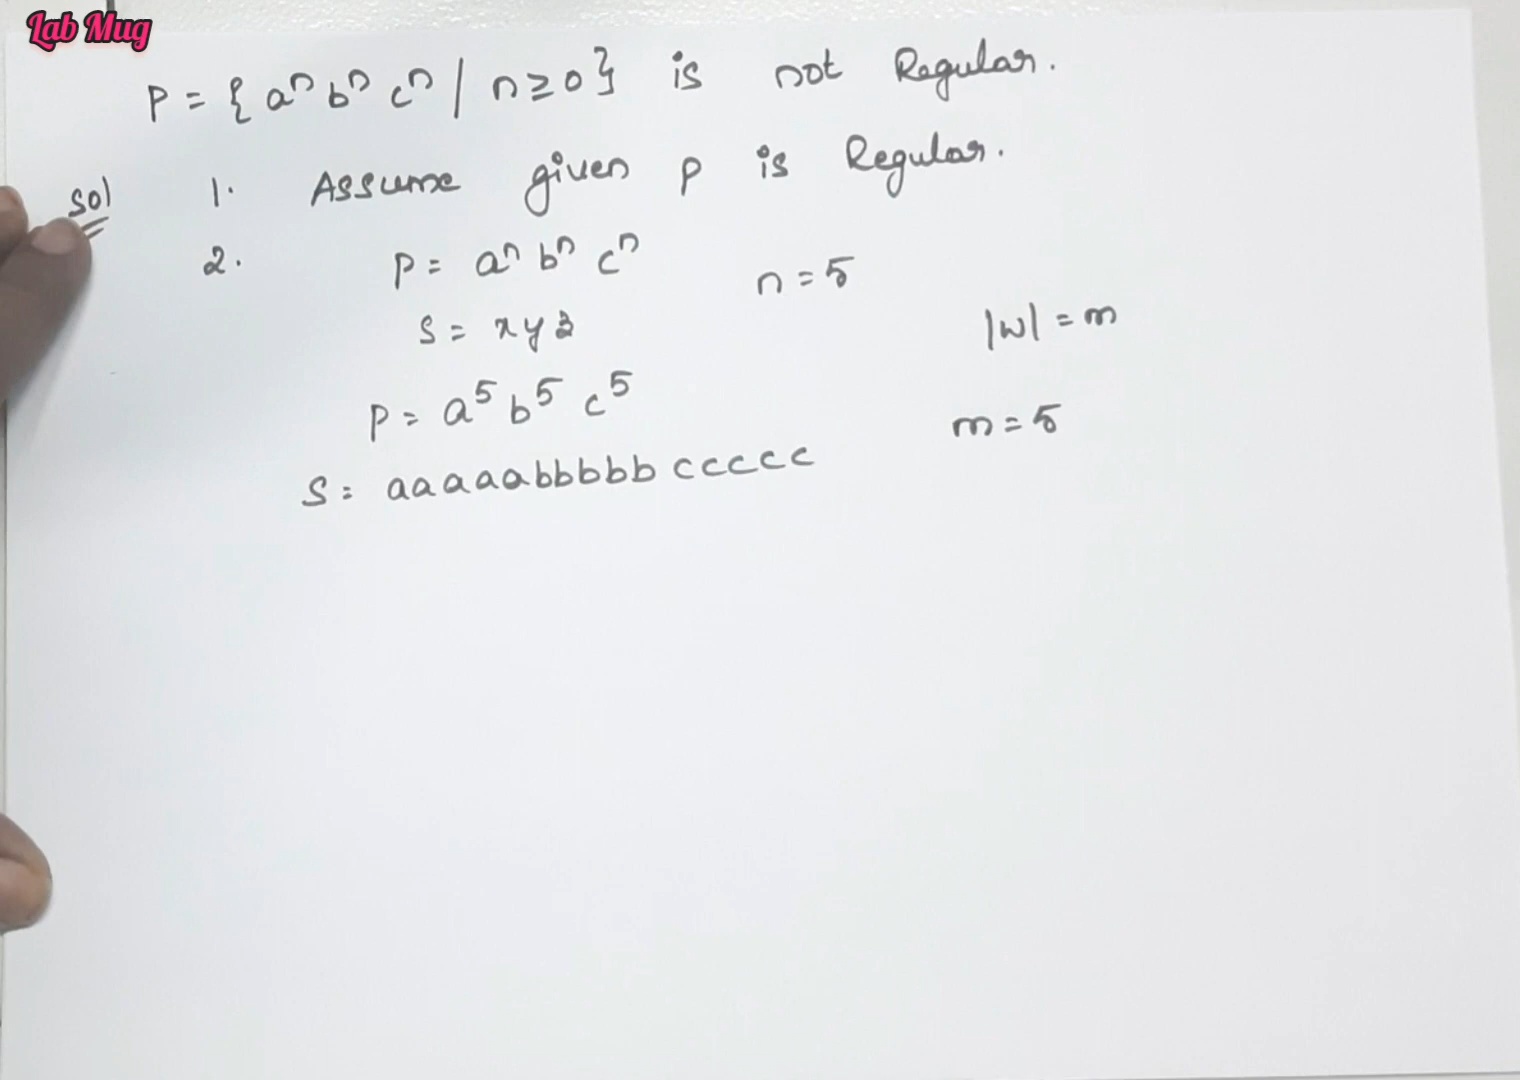 Lab Mug
P = { aⁿ bⁿ cⁿ / n ≥ 0 } is not Regular.
Sol 1. Assume given P is Regular.
2. P = aⁿ bⁿ cⁿ n = 5
S = xyz |w| = m
P = a⁵ b⁵ c⁵ m = 5
S = aaaaabbbbbccccc